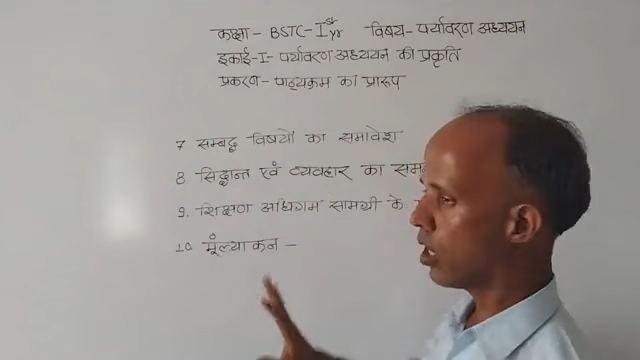 कक्षा - BSTC - Ist yr विषय - पर्यावरण अध्ययन
इकाई - I - पर्यावरण अध्ययन की प्रकृति
प्रकरण - पाठ्यक्रम का प्रारूप
7 सम्बद्ध विषयों का समावेश
8. सिद्धान्त एवं व्यवहार का
9. शिक्षण अधिगम सामग्री के
10 मूंल्याकन -